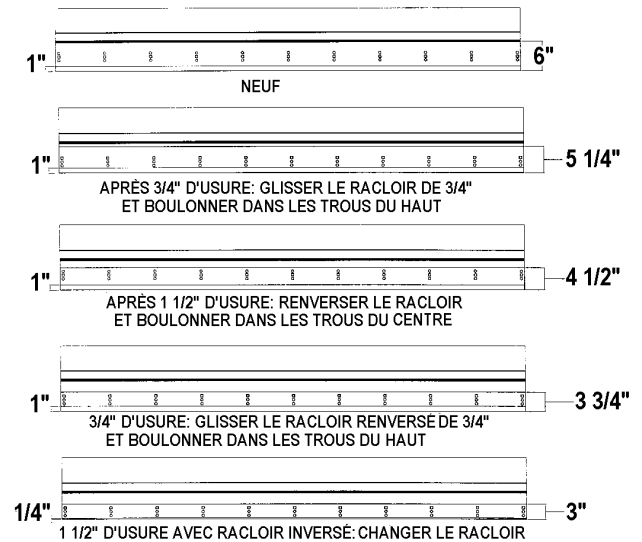 1" 6"
NEUF
1" 5 1/4"
APRÈS 3/4" D'USURE: GLISSER LE RACLOIR DE 3/4"
ET BOULONNER DANS LES TROUS DU HAUT
1" 4 1/2"
APRÈS 1 1/2" D'USURE: RENVERSER LE RACLOIR
ET BOULONNER DANS LES TROUS DU CENTRE
1" 3 3/4"
3/4" D'USURE: GLISSER LE RACLOIR RENVERSÉ DE 3/4"
ET BOULONNER DANS LES TROUS DU HAUT
1/4" 3"
1 1/2" D'USURE AVEC RACLOIR INVERSÉ: CHANGER LE RACLOIR